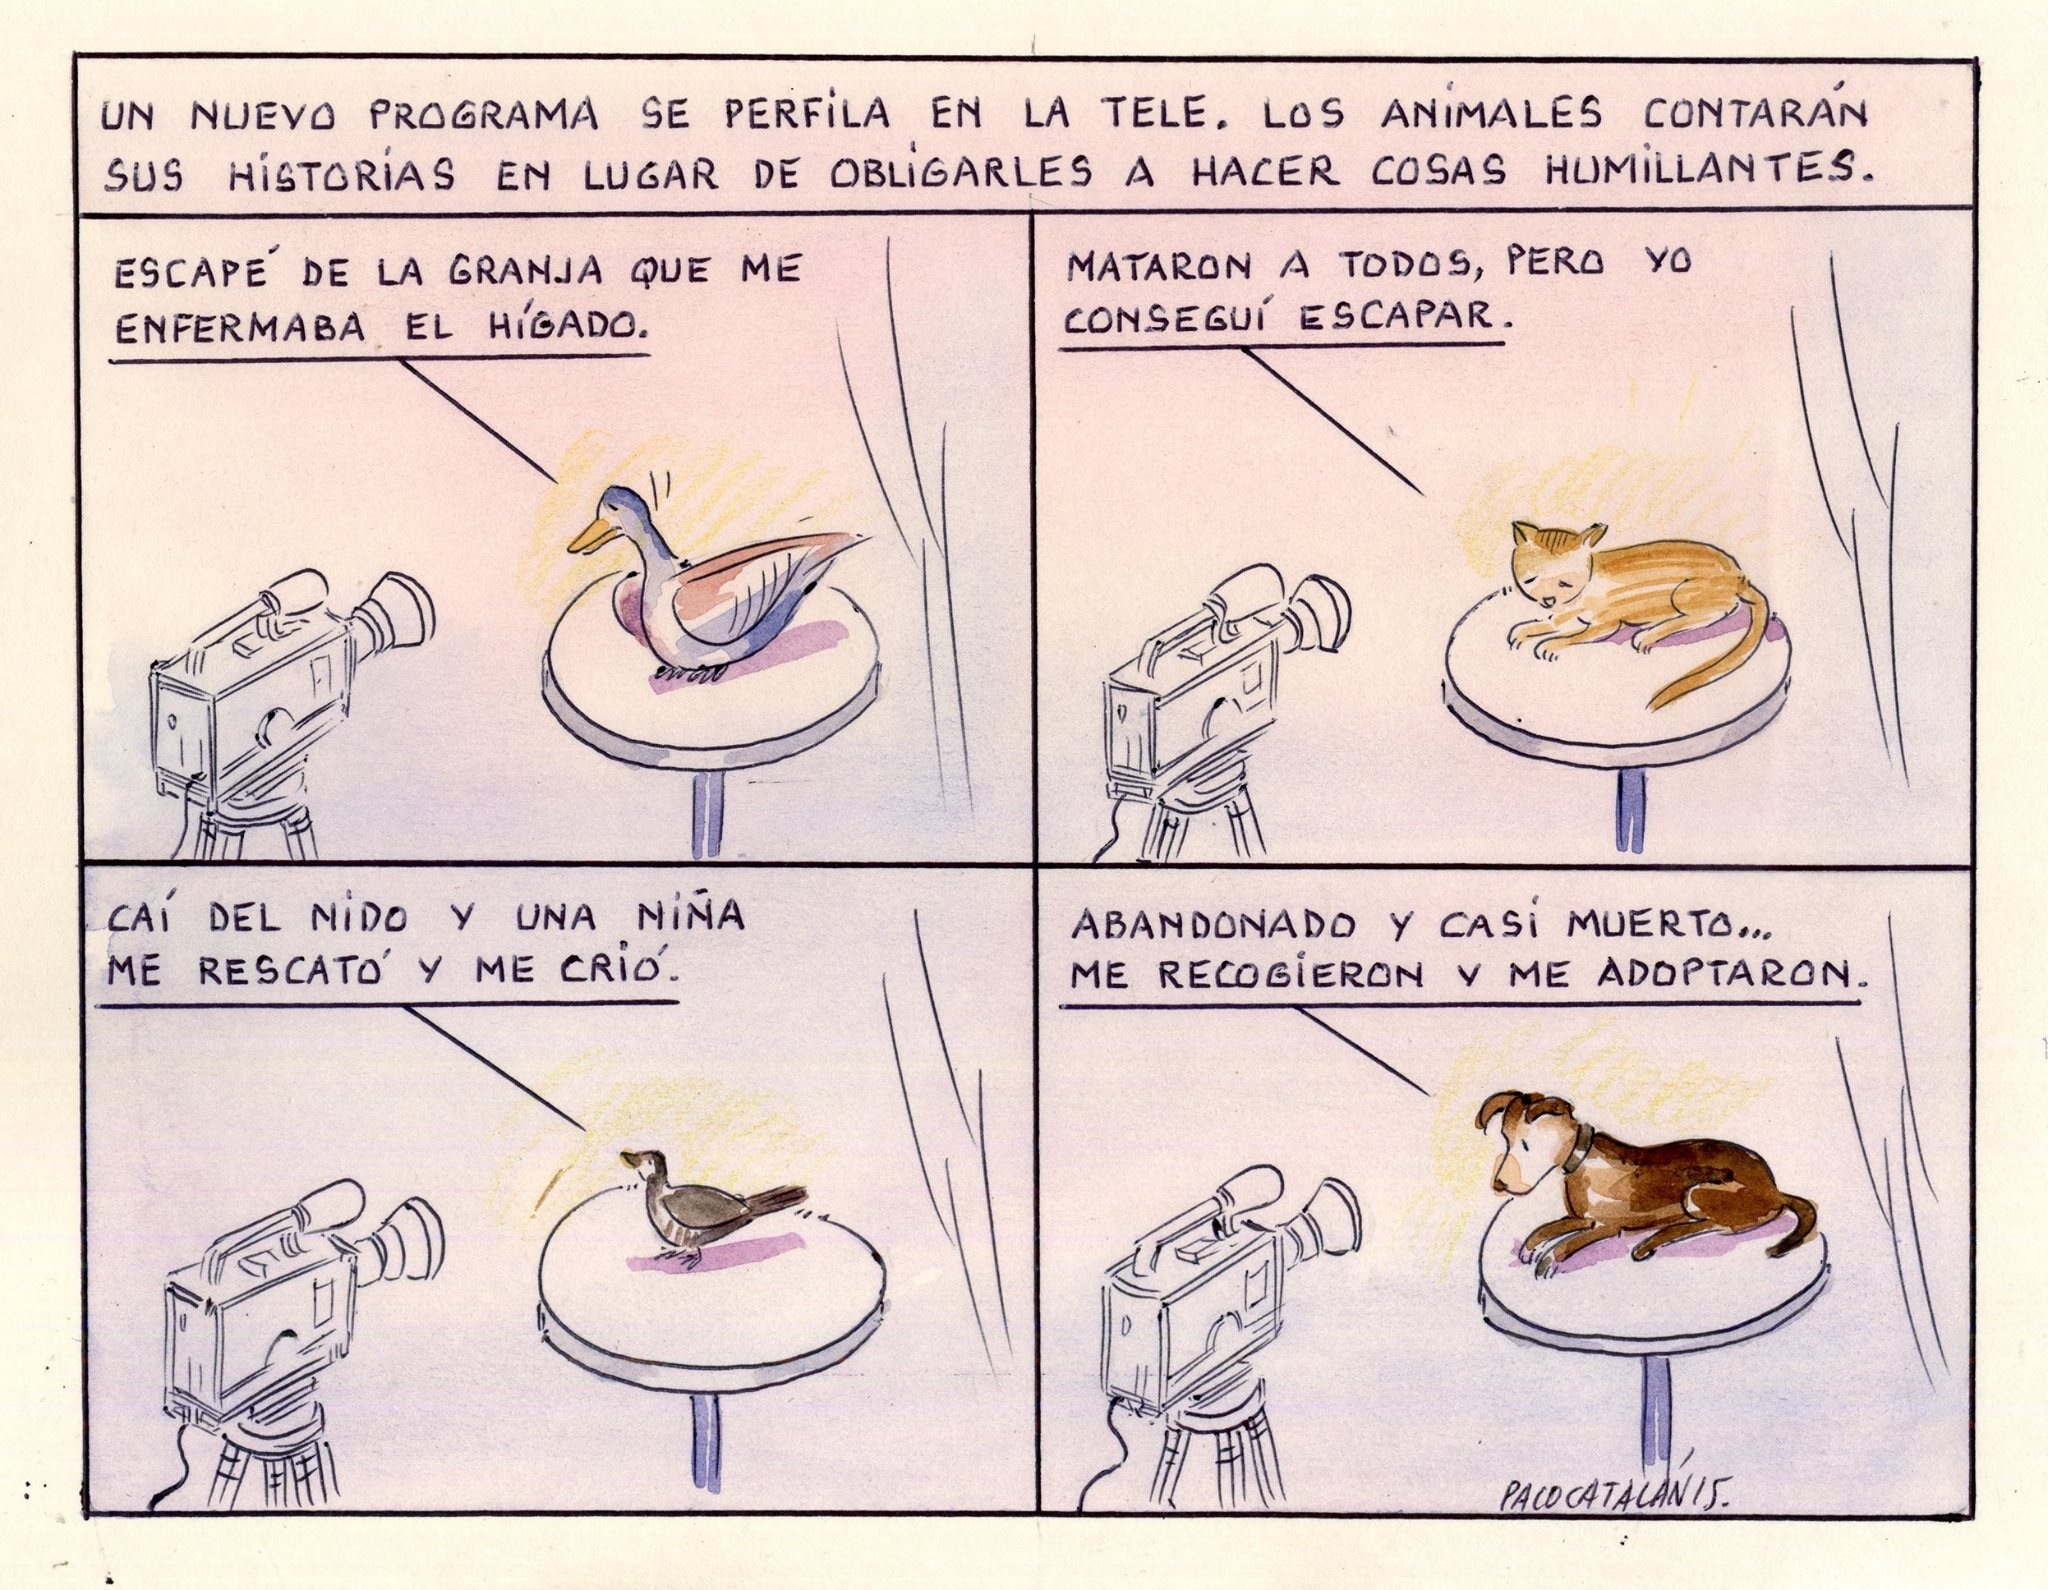 UN NUEVO PROGRAMA SE PERFILA EN LA TELE. LOS ANIMALES CONTARÁN
SUS HISTORIAS EN LUGAR DE OBLIGARLES A HACER COSAS HUMILLANTES.
ESCAPÉ DE LA GRANJA QUE ME
ENFERMABA EL HÍGADO.
MATARON A TODOS, PERO YO
CONSEGUÍ ESCAPAR.
CAÍ DEL NIDO Y UNA NIÑA
ME RESCATÓ Y ME CRIÓ.
ABANDONADO Y CASI MUERTO...
ME RECOGIERON Y ME ADOPTARON.
PACOCATALÁN15.